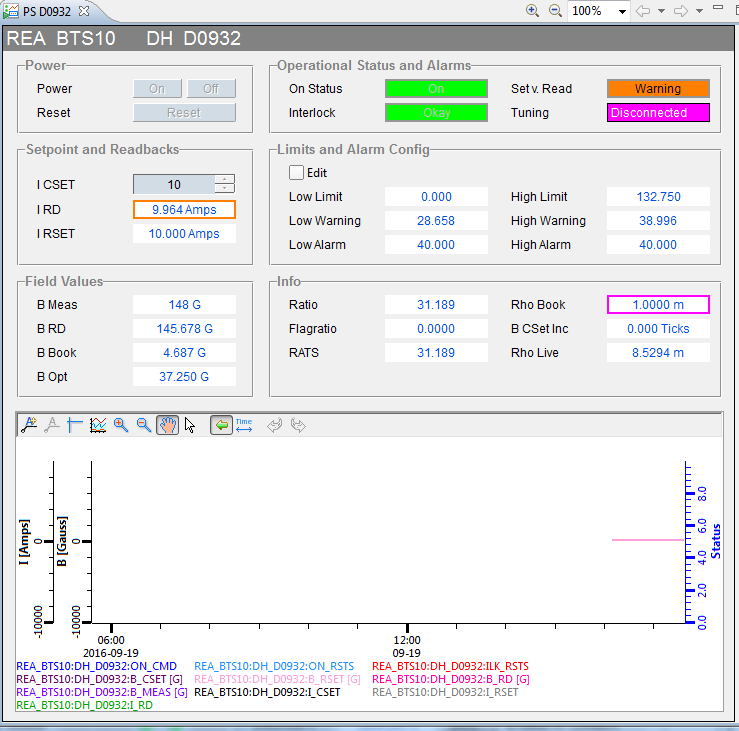 PS D0932
100%
REA BTS10 DH D0932
Power
Power On Off
Reset Reset
Operational Status and Alarms
On Status On Set v. Read Warning
Interlock Okay Tuning Disconnected
Setpoint and Readbacks
I CSET 10
I RD 9.964 Amps
I RSET 10.000 Amps
Limits and Alarm Config
Edit
Low Limit 0.000 High Limit 132.750
Low Warning 28.658 High Warning 38.996
Low Alarm 40.000 High Alarm 40.000
Field Values
B Meas 148 G
B RD 145.678 G
B Book 4.687 G
B Opt 37.250 G
Info
Ratio 31.189 Rho Book 1.0000 m
Flagratio 0.0000 B CSet Inc 0.000 Ticks
RATS 31.189 Rho Live 8.5294 m
Time
I [Amps]
0
-10000
B [Gauss]
0
-10000
8.0
6.0
4.0
2.0
0.0
Status
06:00 12:00
2016-09-19 09-19
REA_BTS10:DH_D0932:ON_CMD REA_BTS10:DH_D0932:ON_RSTS REA_BTS10:DH_D0932:ILK_RSTS
REA_BTS10:DH_D0932:B_CSET [G] REA_BTS10:DH_D0932:B_RSET [G] REA_BTS10:DH_D0932:B_RD [G]
REA_BTS10:DH_D0932:B_MEAS [G] REA_BTS10:DH_D0932:I_CSET REA_BTS10:DH_D0932:I_RSET
REA_BTS10:DH_D0932:I_RD